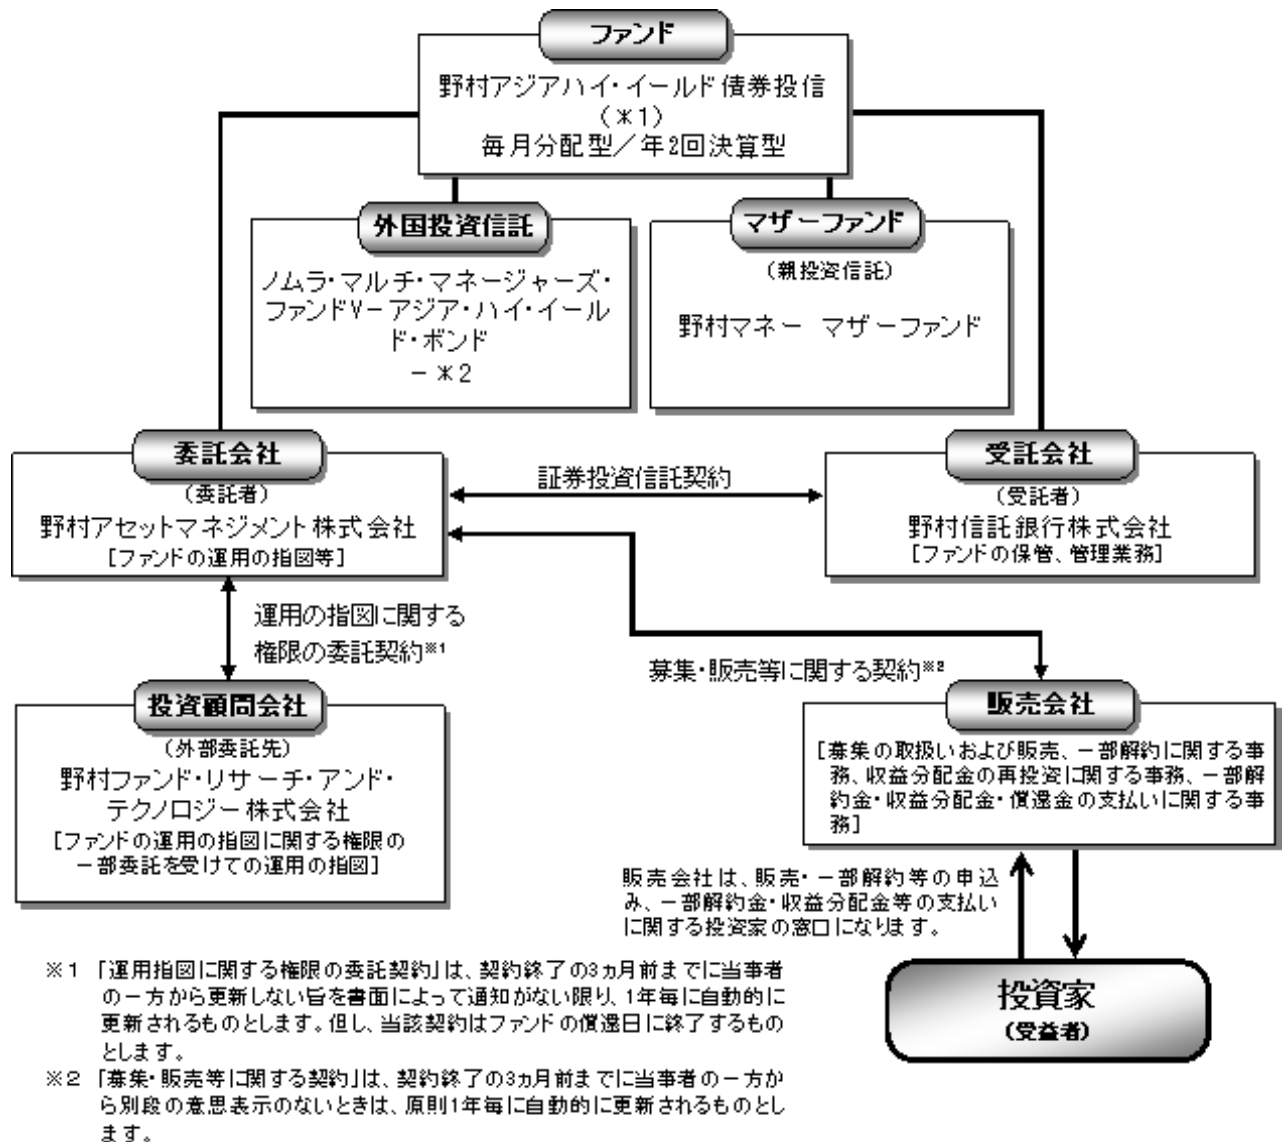 ファンド
野村アジアハイ・イールド債券投信
(*1)
毎月分配型/年2回決算型
外国投資信託
ノムラ・マルチ・マネージャーズ・
ファンドⅤ-アジア・ハイ・イール
ド・ボンド
-*2
マザーファンド
(親投資信託)
野村マネー マザーファンド
委託会社
(委託者)
野村アセットマネジメント株式会社
[ファンドの運用の指図等]
証券投資信託契約
受託会社
(受託者)
野村信託銀行株式会社
[ファンドの保管、管理業務]
運用の指図に関する
権限の委託契約※1
募集・販売等に関する契約※2
投資顧問会社
(外部委託先)
野村ファンド・リサーチ・アンド・
テクノロジー株式会社
[ファンドの運用の指図に関する権限の
一部委託を受けての運用の指図]
販売会社
[募集の取扱いおよび販売、一部解約に関する事
務、収益分配金の再投資に関する事務、一部解
約金・収益分配金・償還金の支払いに関する事
務]
販売会社は、販売・一部解約等の申込
み、一部解約金・収益分配金等の支払い
に関する投資家の窓口になります。
投資家
(受益者)
※1 「運用指図に関する権限の委託契約」は、契約終了の3ヵ月前までに当事者
の一方から更新しない旨を書面によって通知がない限り、1年毎に自動的に
更新されるものとします。但し、当該契約はファンドの償還日に終了するもの
とします。
※2 「募集・販売等に関する契約」は、契約終了の3ヵ月前までに当事者の一方か
ら別段の意思表示のないときは、原則1年毎に自動的に更新されるものとし
ます。